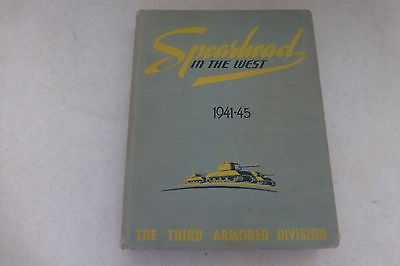 Spearhead
IN THE WEST
1941-45
THE THIRD ARMORED DIVISION